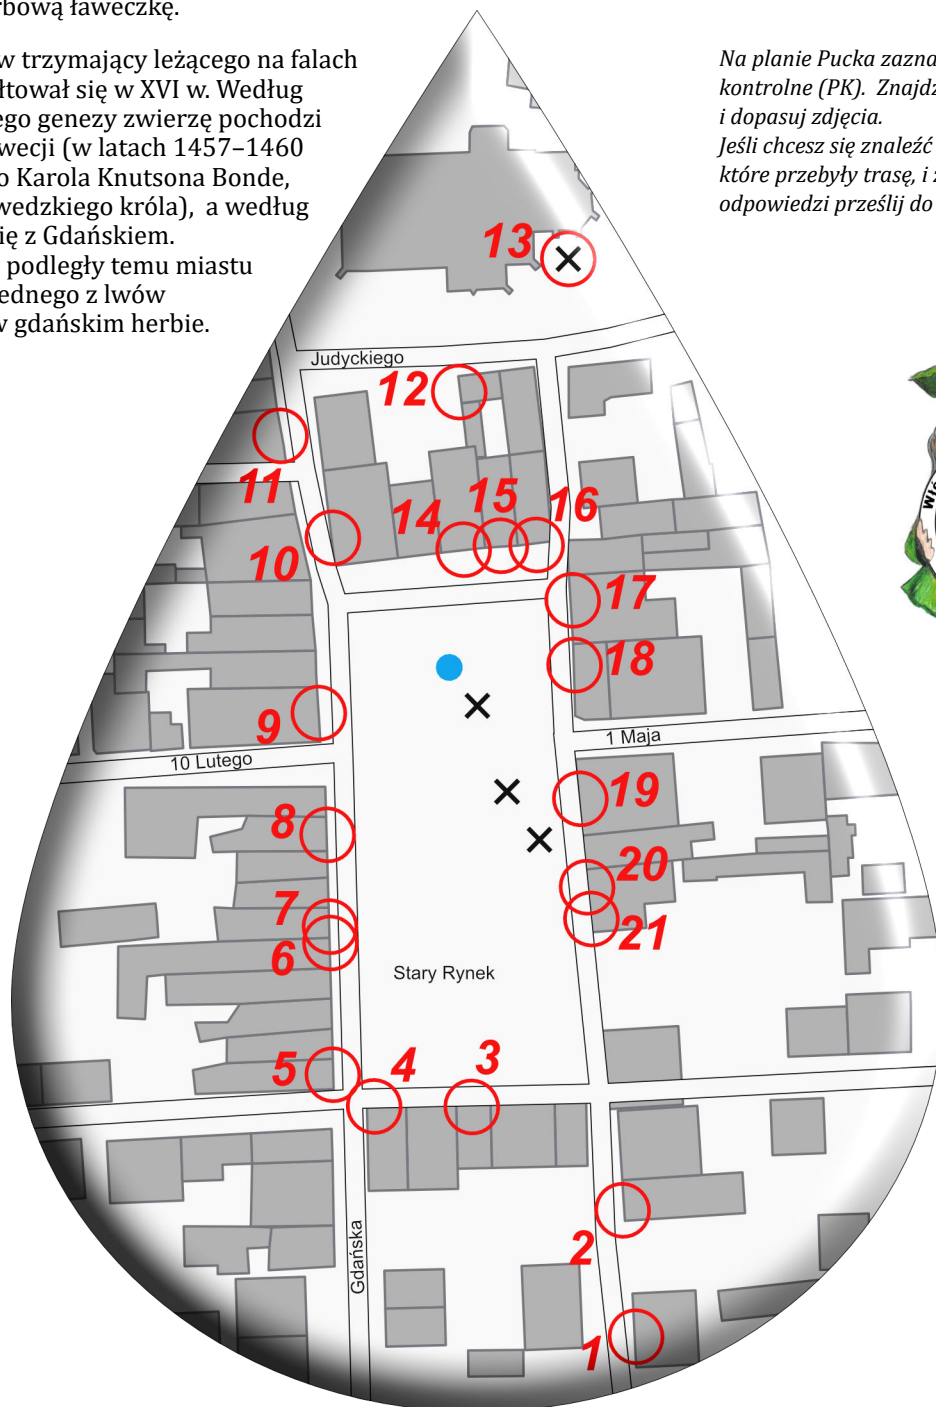 rbową ławeczkę.
w trzymający leżącego na falach
łtował się w XVI w. Według
ego genezy zwierzę pochodzi
wecji (w latach 1457–1460
o Karola Knutsona Bonde,
wedzkiego króla), a według
ię z Gdańskiem.
podległy temu miastu
ednego z lwów
w gdańskim herbie.
Na planie Pucka zazna
kontrolne (PK). Znajdź
i dopasuj zdjęcia.
Jeśli chcesz się znaleźć
które przebyły trasę, i z
odpowiedzi prześlij do
13
Judyckiego
12
11
15
14
16
10
17
18
9
1 Maja
10 Lutego
19
8
20
7
21
6
Stary Rynek
5
4
3
Gdańska
2
1